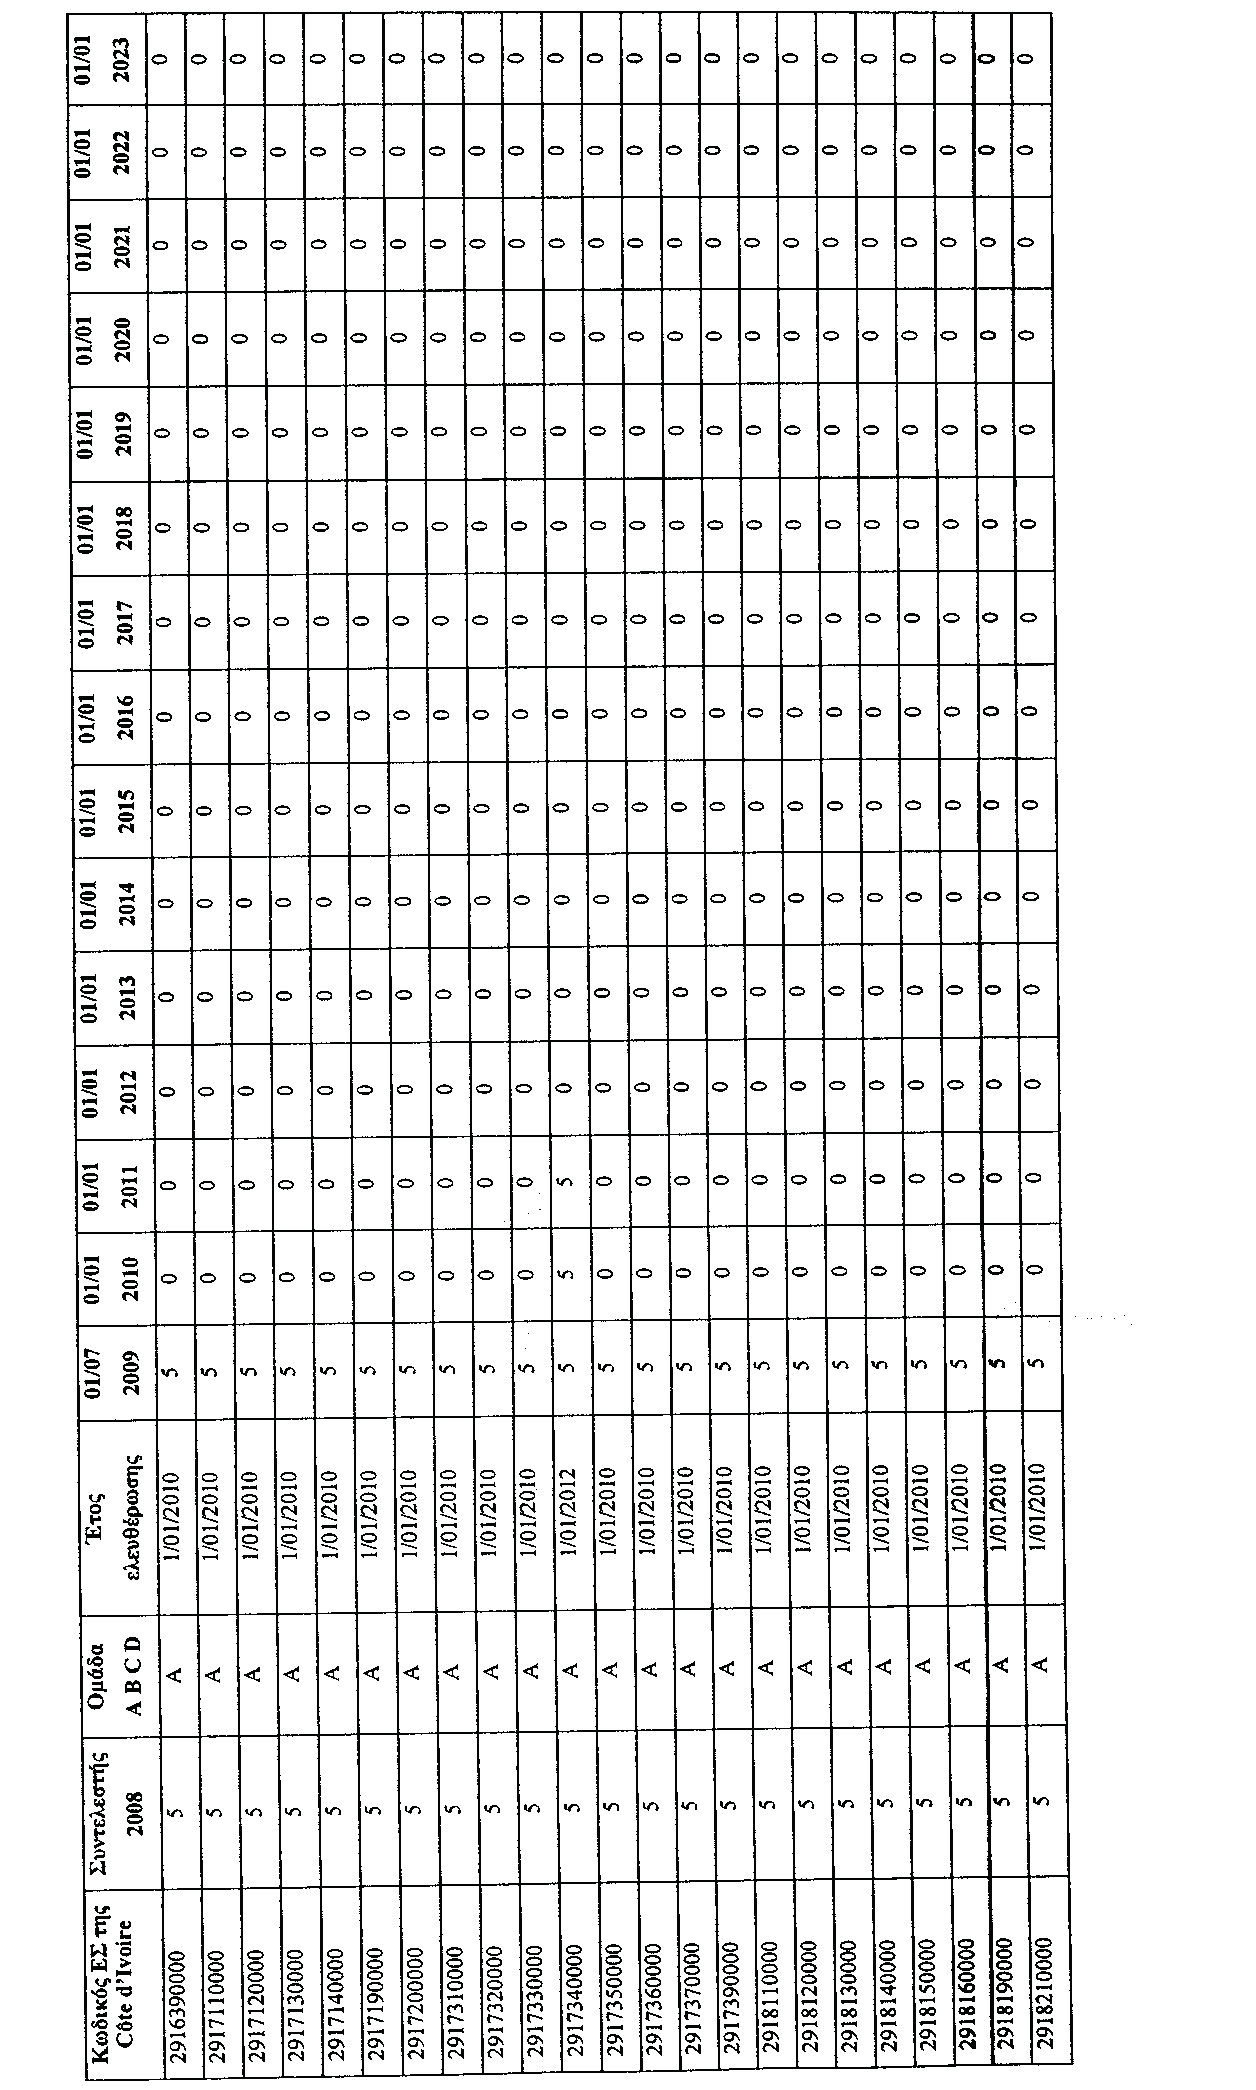 Κωδικός ΕΣ της Côte d'Ivoire Συντελεστής 2008 Ομάδα A B C D Έτος ελευθέρωσης 01/07 2009 01/01 2010 01/01 2011 01/01 2012 01/01 2013 01/01 2014 01/01 2015 01/01 2016 01/01 2017 01/01 2018 01/01 2019 01/01 2020 01/01 2021 01/01 2022 01/01 2023
2916390000 5 A 1/01/2010 5 0 0 0 0 0 0 0 0 0 0 0 0 0 0
2917110000 5 A 1/01/2010 5 0 0 0 0 0 0 0 0 0 0 0 0 0 0
2917120000 5 A 1/01/2010 5 0 0 0 0 0 0 0 0 0 0 0 0 0 0
2917130000 5 A 1/01/2010 5 0 0 0 0 0 0 0 0 0 0 0 0 0 0
2917140000 5 A 1/01/2010 5 0 0 0 0 0 0 0 0 0 0 0 0 0 0
2917190000 5 A 1/01/2010 5 0 0 0 0 0 0 0 0 0 0 0 0 0 0
2917200000 5 A 1/01/2010 5 0 0 0 0 0 0 0 0 0 0 0 0 0 0
2917310000 5 A 1/01/2010 5 0 0 0 0 0 0 0 0 0 0 0 0 0 0
2917320000 5 A 1/01/2010 5 0 0 0 0 0 0 0 0 0 0 0 0 0 0
2917330000 5 A 1/01/2010 5 0 0 0 0 0 0 0 0 0 0 0 0 0 0
2917340000 5 A 1/01/2012 5 5 5 0 0 0 0 0 0 0 0 0 0 0 0
2917350000 5 A 1/01/2010 5 0 0 0 0 0 0 0 0 0 0 0 0 0 0
2917360000 5 A 1/01/2010 5 0 0 0 0 0 0 0 0 0 0 0 0 0 0
2917370000 5 A 1/01/2010 5 0 0 0 0 0 0 0 0 0 0 0 0 0 0
2917390000 5 A 1/01/2010 5 0 0 0 0 0 0 0 0 0 0 0 0 0 0
2918110000 5 A 1/01/2010 5 0 0 0 0 0 0 0 0 0 0 0 0 0 0
2918120000 5 A 1/01/2010 5 0 0 0 0 0 0 0 0 0 0 0 0 0 0
2918130000 5 A 1/01/2010 5 0 0 0 0 0 0 0 0 0 0 0 0 0 0
2918140000 5 A 1/01/2010 5 0 0 0 0 0 0 0 0 0 0 0 0 0 0
2918150000 5 A 1/01/2010 5 0 0 0 0 0 0 0 0 0 0 0 0 0 0
2918160000 5 A 1/01/2010 5 0 0 0 0 0 0 0 0 0 0 0 0 0 0
2918190000 5 A 1/01/2010 5 0 0 0 0 0 0 0 0 0 0 0 0 0 0
2918210000 5 A 1/01/2010 5 0 0 0 0 0 0 0 0 0 0 0 0 0 0